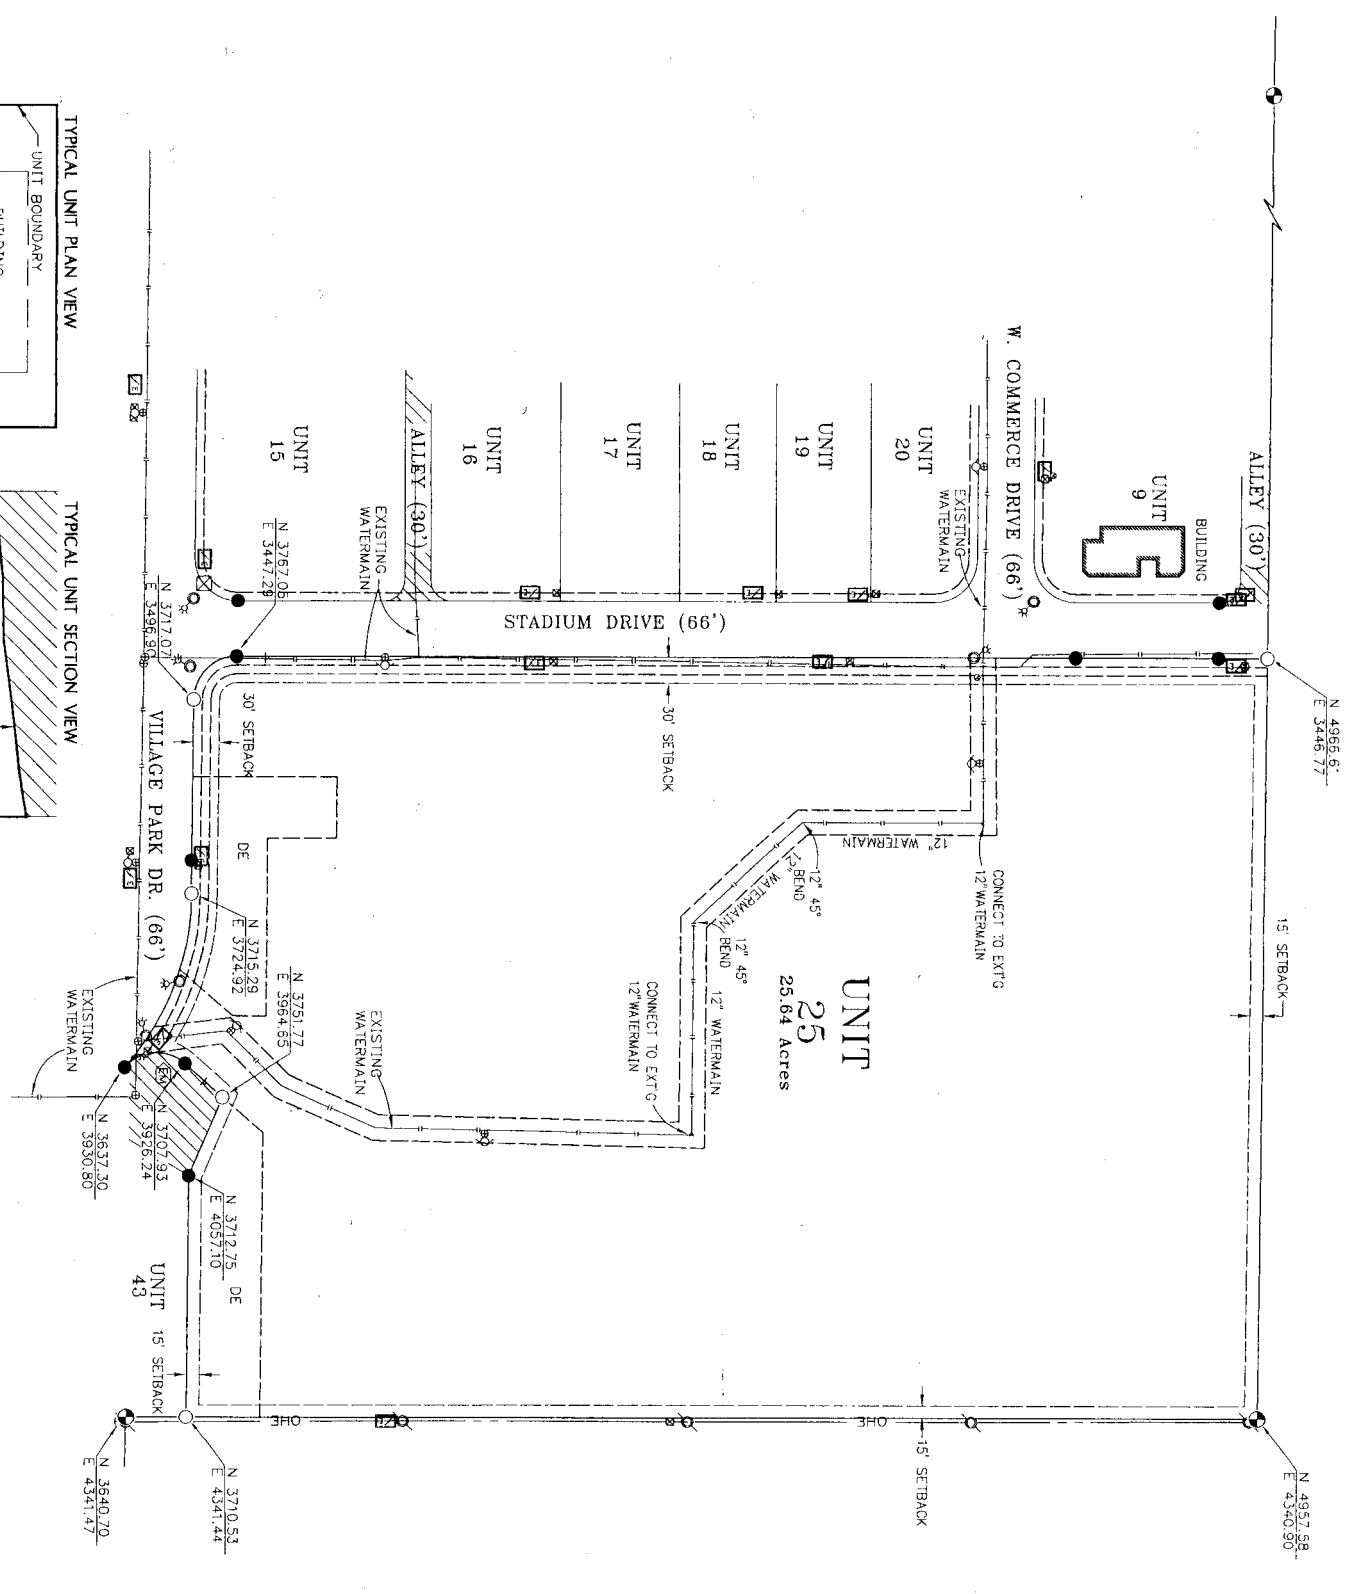 TYPICAL UNIT PLAN VIEW
UNIT BOUNDARY
TYPICAL UNIT SECTION VIEW
ALLEY (30')
BUILDING
UNIT
9
W. COMMERCE DRIVE (66')
EXISTING
WATERMAIN
UNIT
20
UNIT
19
UNIT
18
UNIT
17
UNIT
16
ALLEY (30')
EXISTING
WATERMAIN
UNIT
15
N 3767.06
E 3447.29
N 3717.07
E 3496.90
STADIUM DRIVE (66')
N 4966.6
E 3446.77
30' SETBACK
30' SETBACK
VILLAGE PARK DR. (66')
DE
12" WATERMAIN
CONNECT TO EXT'G
12"WATERMAIN
12" 45°
BEND
12" WATERMAIN
12" 45°
BEND
12" WATERMAIN
CONNECT TO EXT'G
12"WATERMAIN
15' SETBACK
UNIT
25
25.64 Acres
N 3715.29
E 3724.92
N 3751.77
E 3964.65
EXISTING
WATERMAIN
EXISTING
WATERMAIN
EM
N 3707.93
E 3926.24
N 3637.30
E 3930.80
N 3712.75
E 4057.10
DE
UNIT
43
15' SETBACK
OHE
OHE
15' SETBACK
N 4957.58
E 4340.90
N 3710.53
E 4341.44
N 3640.70
E 4341.47